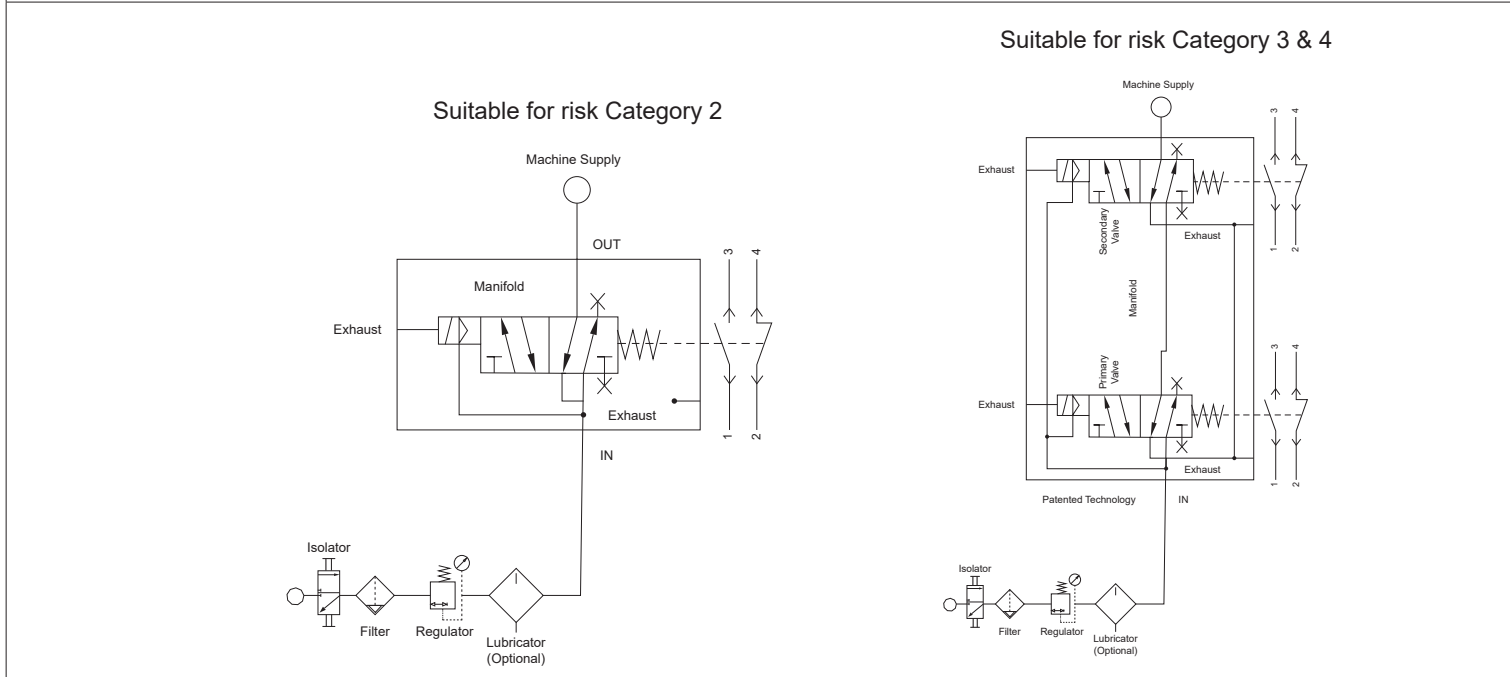 Suitable for risk Category 2
Machine Supply
OUT
3
4
Manifold
Exhaust
Exhaust
1
2
IN
Isolator
Filter
Regulator
Lubricator
(Optional)
Suitable for risk Category 3 & 4
Machine Supply
3
4
Exhaust
Secondary
Valve
Exhaust
1
2
Manifold
3
4
Primary
Valve
Exhaust
Exhaust
1
2
Patented Technology
IN
Isolator
Filter
Regulator
Lubricator
(Optional)